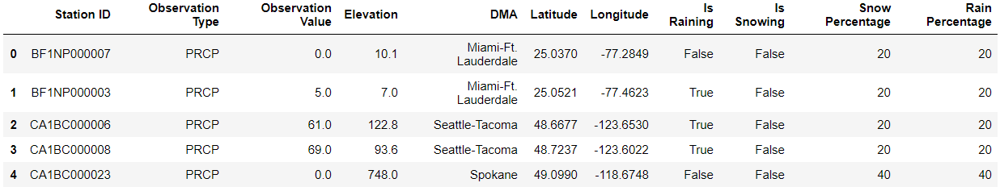 Station ID Observation Type Observation Value Elevation DMA Latitude Longitude Is Raining Is Snowing Snow Percentage Rain Percentage
0 BF1NP000007 PRCP 0.0 10.1 Miami-Ft. Lauderdale 25.0370 -77.2849 False False 20 20
1 BF1NP000003 PRCP 5.0 7.0 Miami-Ft. Lauderdale 25.0521 -77.4623 True False 20 20
2 CA1BC000006 PRCP 61.0 122.8 Seattle-Tacoma 48.6677 -123.6530 True False 20 20
3 CA1BC000008 PRCP 69.0 93.6 Seattle-Tacoma 48.7237 -123.6022 True False 20 20
4 CA1BC000023 PRCP 0.0 748.0 Spokane 49.0990 -118.6748 False False 40 40